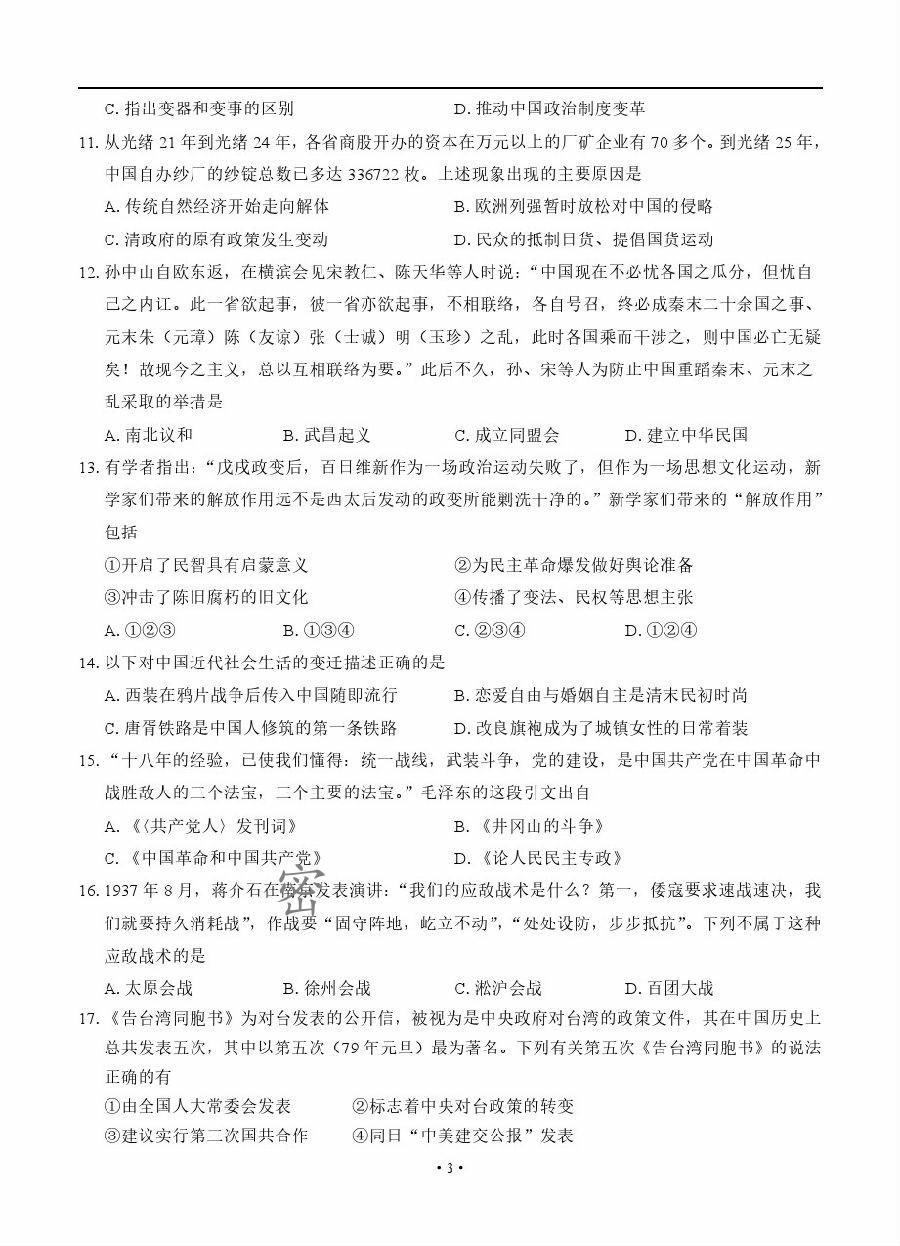 C. 指出变器和变事的区别 D. 推动中国政治制度变革
11. 从光绪 21 年到光绪 24 年，各省商股开办的资本在万元以上的厂矿企业有 70 多个。到光绪 25 年，
中国自办纱厂的纱锭总数已多达 336722 枚。上述现象出现的主要原因是
A. 传统自然经济开始走向解体 B. 欧洲列强暂时放松对中国的侵略
C. 清政府的原有政策发生变动 D. 民众的抵制日货、提倡国货运动
12. 孙中山自欧东返，在横滨会见宋教仁、陈天华等人时说：“中国现在不必忧各国之瓜分，但忧自
己之内讧。此一省欲起事，彼一省亦欲起事，不相联络，各自号召，终必成秦末二十余国之事、
元末朱（元璋）陈（友谅）张（士诚）明（玉珍）之乱，此时各国乘而干涉之，则中国必亡无疑
矣！故现今之主义，总以互相联络为要。”此后不久，孙、宋等人为防止中国重蹈秦末、元末之
乱采取的举措是
A. 南北议和 B. 武昌起义 C. 成立同盟会 D. 建立中华民国
13. 有学者指出：“戊戌政变后，百日维新作为一场政治运动失败了，但作为一场思想文化运动，新
学家们带来的解放作用远不是西太后发动的政变所能剿洗干净的。”新学家们带来的“解放作用”
包括
①开启了民智具有启蒙意义 ②为民主革命爆发做好舆论准备
③冲击了陈旧腐朽的旧文化 ④传播了变法、民权等思想主张
A. ①②③ B. ①③④ C. ②③④ D. ①②④
14. 以下对中国近代社会生活的变迁描述正确的是
A. 西装在鸦片战争后传入中国随即流行 B. 恋爱自由与婚姻自主是清末民初时尚
C. 唐胥铁路是中国人修筑的第一条铁路 D. 改良旗袍成为了城镇女性的日常着装
15. “十八年的经验，已使我们懂得：统一战线，武装斗争，党的建设，是中国共产党在中国革命中
战胜敌人的三个法宝，三个主要的法宝。”毛泽东的这段引文出自
A. 《〈共产党人〉发刊词》 B. 《井冈山的斗争》
C. 《中国革命和中国共产党》 D. 《论人民民主专政》
16. 1937 年 8 月，蒋介石在南京发表演讲：“我们的应敌战术是什么？第一，倭寇要求速战速决，我
们就要持久消耗战”，作战要“固守阵地，屹立不动”，“处处设防，步步抵抗”。下列不属于这种
应敌战术的是
A. 太原会战 B. 徐州会战 C. 淞沪会战 D. 百团大战
17. 《告台湾同胞书》为对台发表的公开信，被视为是中央政府对台湾的政策文件，其在中国历史上
总共发表五次，其中以第五次（79 年元旦）最为著名。下列有关第五次《告台湾同胞书》的说法
正确的有
①由全国人大常委会发表 ②标志着中央对台政策的转变
③建议实行第三次国共合作 ④同日“中美建交公报”发表
• 3 •
密